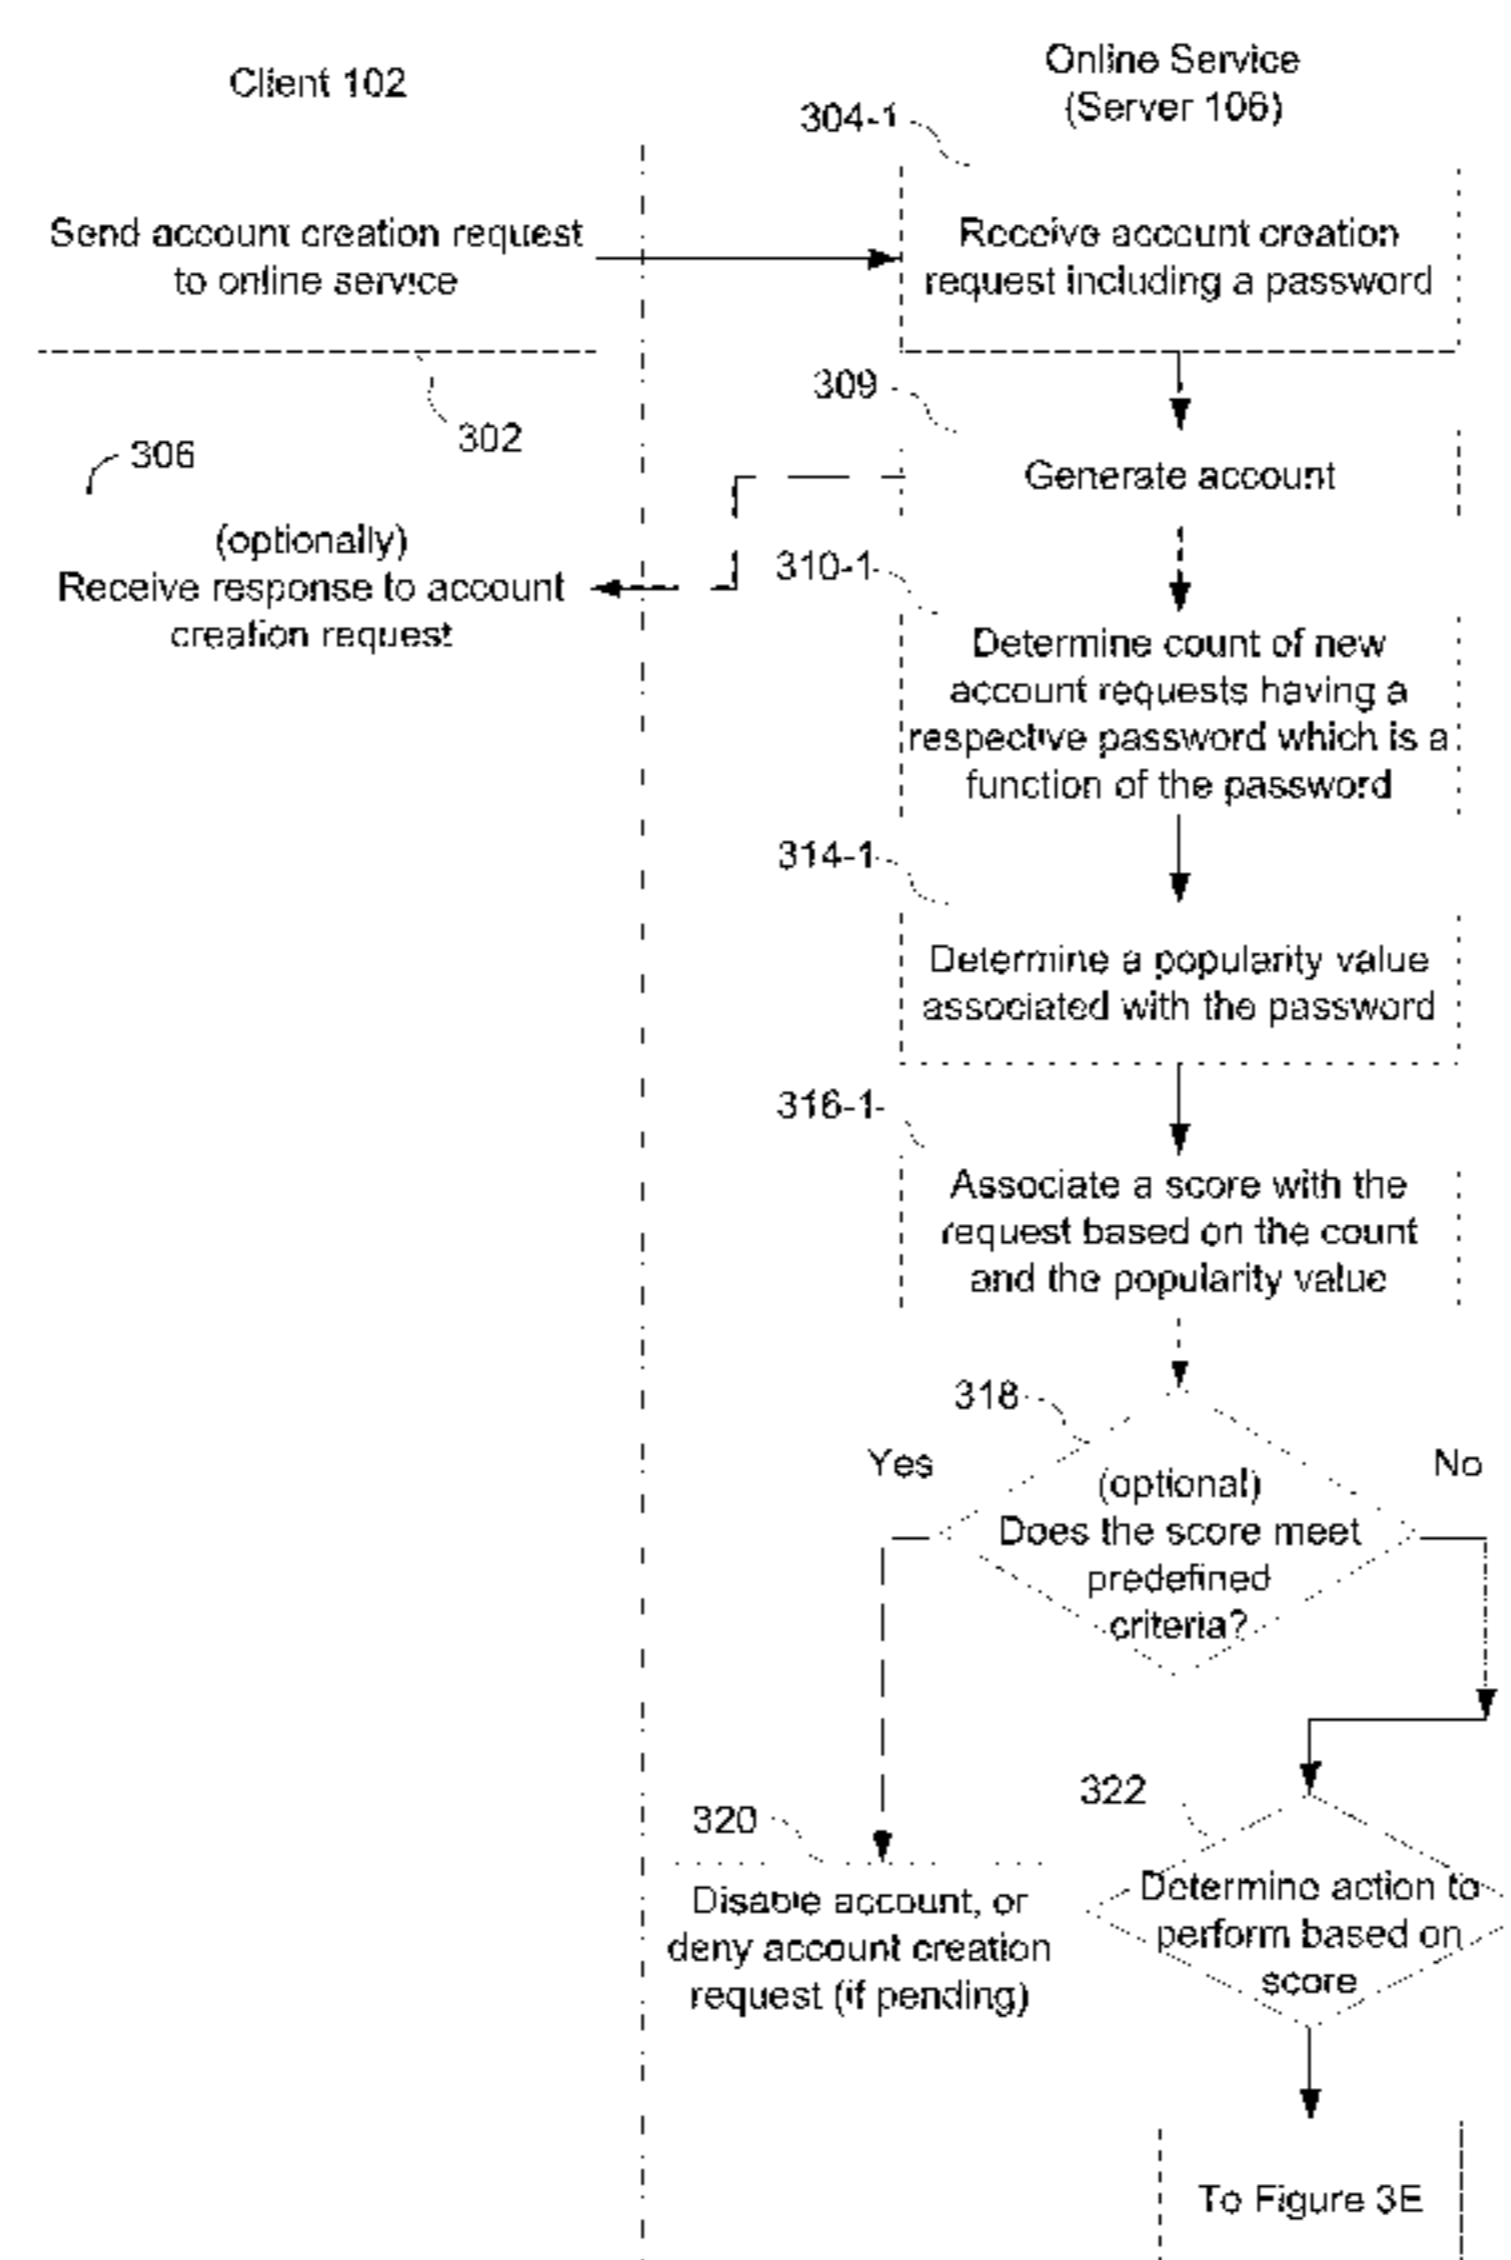 Client 102
Online Service
(Server 106)
304-1
Send account creation request
to online service
Receive account creation
request including a password
302
309
306
Generate account
(optionally)
Receive response to account
creation request
310-1
Determine count of new
account requests having a
respective password which is a
function of the password
314-1
Determine a popularity value
associated with the password
316-1
Associate a score with the
request based on the count
and the popularity value
318
Yes
No
(optional)
Does the score meet
predefined
criteria?
320
322
Disable account, or
deny account creation
request (if pending)
Determine action to
perform based on
score
To Figure 3E